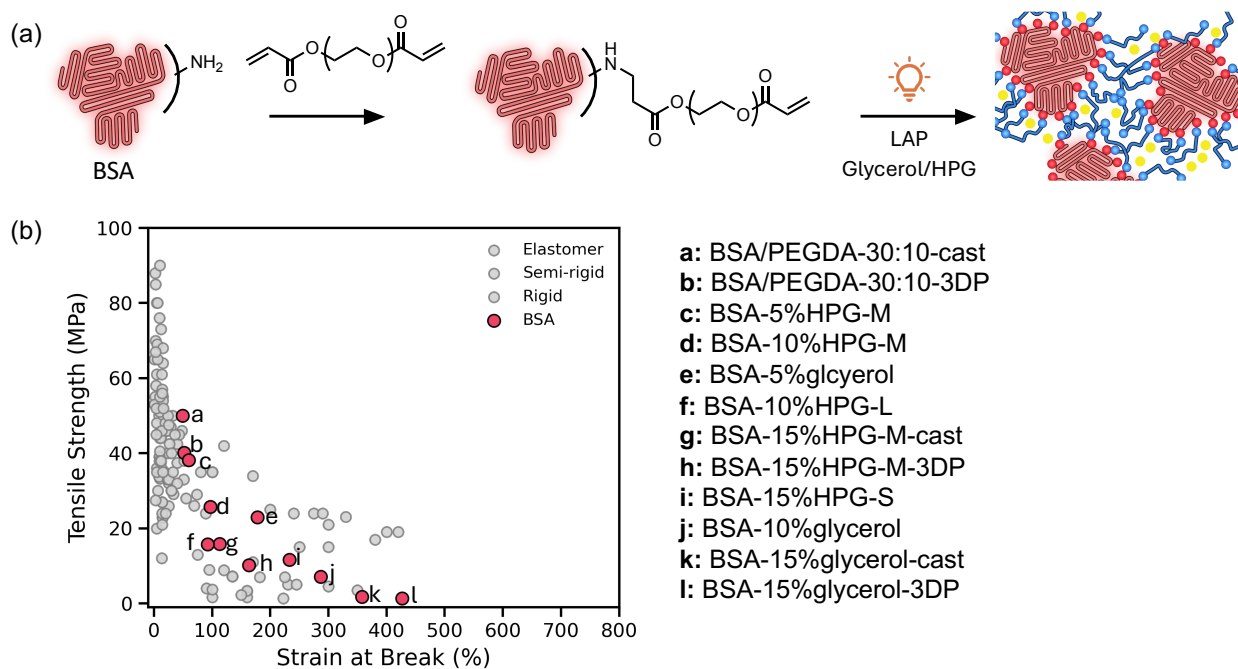 (a)
NH2
O
O
O
O
BSA
H
N
O
O
O
O
LAP
Glycerol/HPG
(b)
100
80
60
40
20
0
Tensile Strength (MPa)
0 100 200 300 400 500 600 700 800
Strain at Break (%)
Elastomer
Semi-rigid
Rigid
BSA
a
b
c
d
e
f
g
h
i
j
k
l
a: BSA/PEGDA-30:10-cast
b: BSA/PEGDA-30:10-3DP
c: BSA-5%HPG-M
d: BSA-10%HPG-M
e: BSA-5%glcyerol
f: BSA-10%HPG-L
g: BSA-15%HPG-M-cast
h: BSA-15%HPG-M-3DP
i: BSA-15%HPG-S
j: BSA-10%glycerol
k: BSA-15%glycerol-cast
l: BSA-15%glycerol-3DP